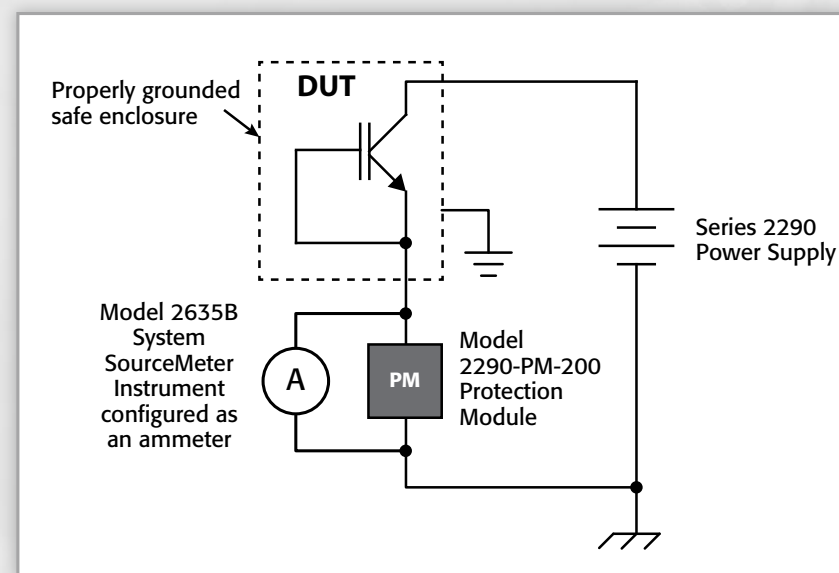 Properly grounded
safe enclosure
DUT
Series 2290
Power Supply
Model 2635B
System
SourceMeter
Instrument
configured as
an ammeter
A
PM
Model
2290-PM-200
Protection
Module